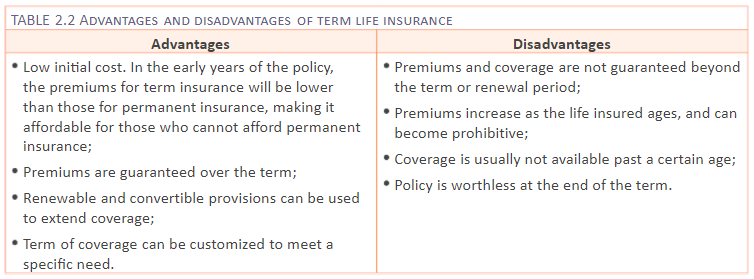 TABLE 2.2 ADVANTAGES AND DISADVANTAGES OF TERM LIFE INSURANCE
Advantages
• Low initial cost. In the early years of the policy,
the premiums for term insurance will be lower
than those for permanent insurance, making it
affordable for those who cannot afford permanent
insurance;
• Premiums are guaranteed over the term;
• Renewable and convertible provisions can be used
to extend coverage;
• Term of coverage can be customized to meet a
specific need.
Disadvantages
• Premiums and coverage are not guaranteed beyond
the term or renewal period;
• Premiums increase as the life insured ages, and can
become prohibitive;
• Coverage is usually not available past a certain age;
• Policy is worthless at the end of the term.